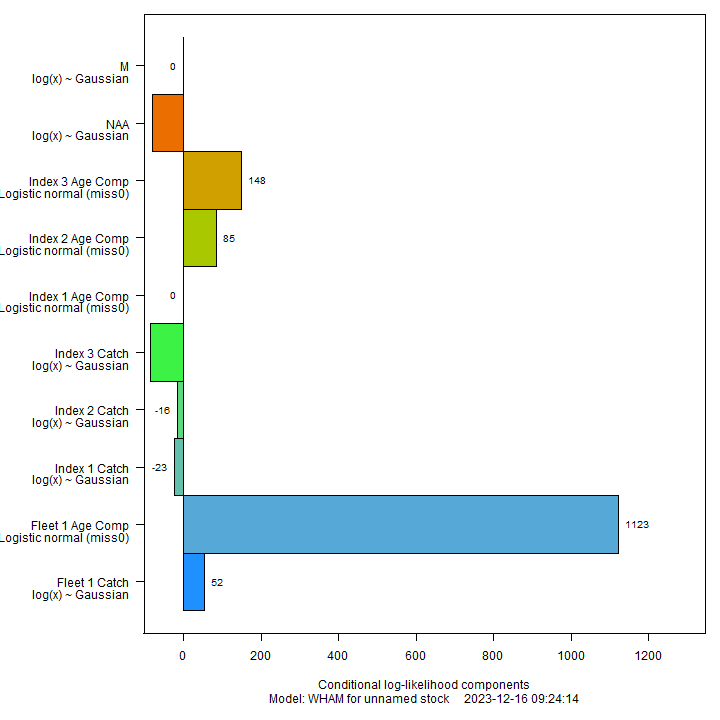 M
log(x) ~ Gaussian
0
NAA
log(x) ~ Gaussian
Index 3 Age Comp
Logistic normal (miss0)
148
Index 2 Age Comp
Logistic normal (miss0)
85
Index 1 Age Comp
Logistic normal (miss0)
0
Index 3 Catch
log(x) ~ Gaussian
Index 2 Catch
log(x) ~ Gaussian
-16
Index 1 Catch
log(x) ~ Gaussian
-23
Fleet 1 Age Comp
Logistic normal (miss0)
1123
Fleet 1 Catch
log(x) ~ Gaussian
52
0 200 400 600 800 1000 1200
Conditional log-likelihood components
Model: WHAM for unnamed stock 2023-12-16 09:24:14